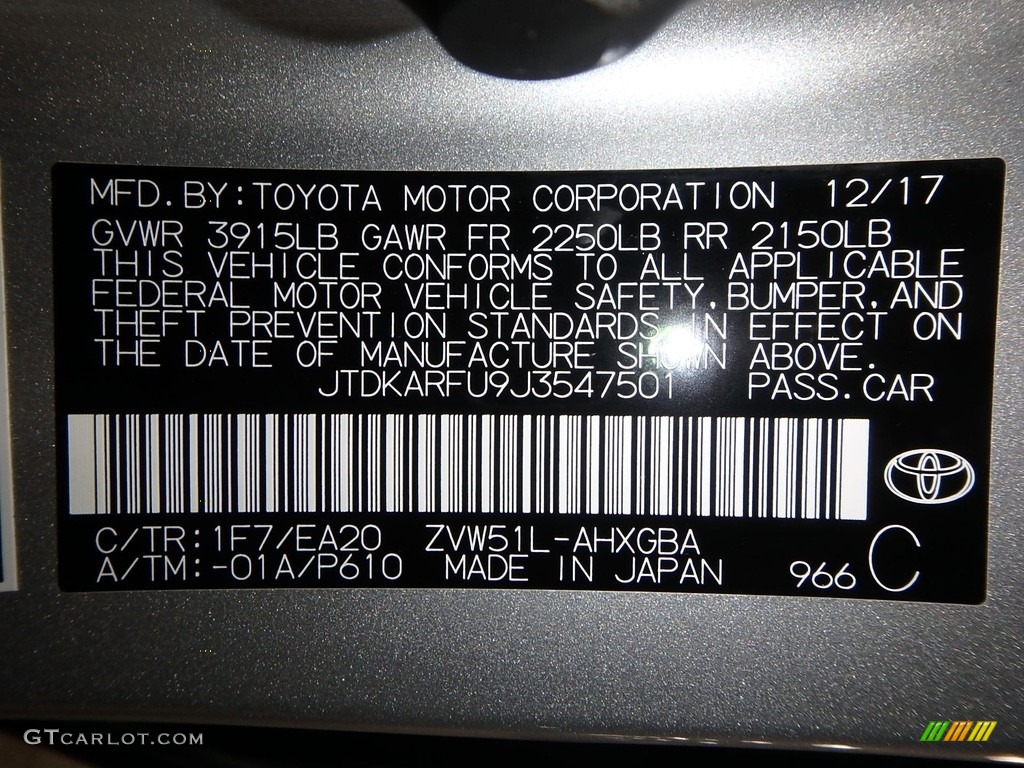 MFD. BY: TOYOTA MOTOR CORPORATION 12/17
GVWR 3915LB GAWR FR 2250LB RR 2150LB
THIS VEHICLE CONFORMS TO ALL APPLICABLE
FEDERAL MOTOR VEHICLE SAFETY, BUMPER, AND
THEFT PREVENTION STANDARDS IN EFFECT ON
THE DATE OF MANUFACTURE SHOWN ABOVE.
JTDKARFU9J3547501 PASS. CAR
C/TR: 1F7/EA20 ZVW51L-AHXGBA
A/TM: -01A/P610 MADE IN JAPAN 966 C
GTCARLOT.COM